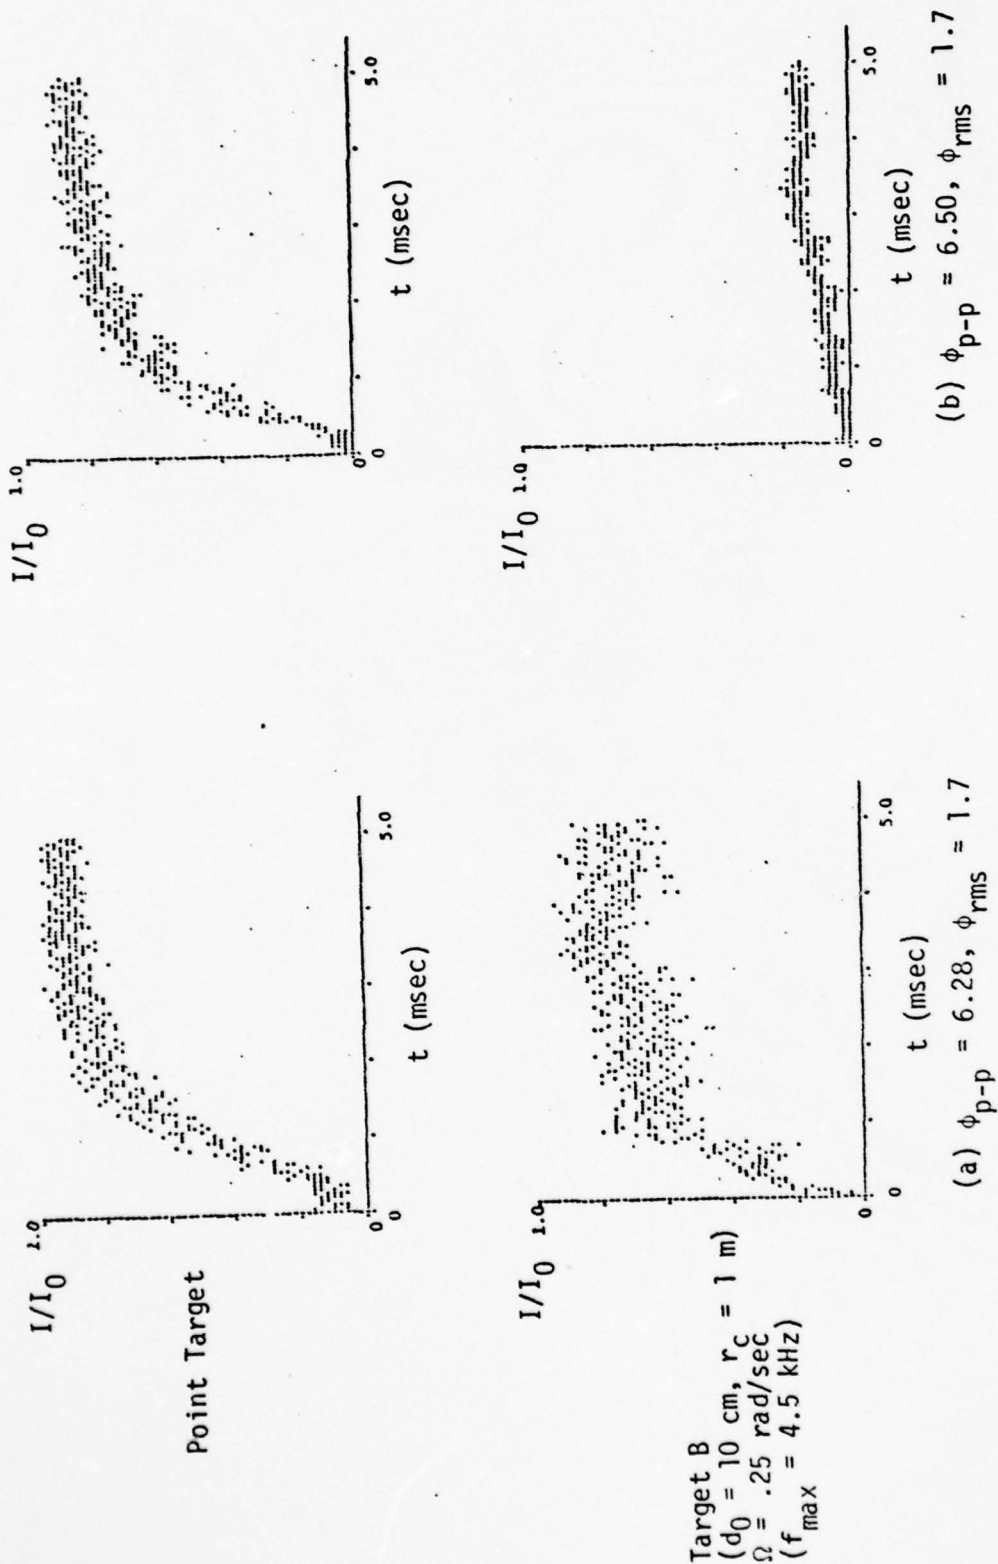 Point Target
I/I0
1.0
0
0
5.0
t (msec)
I/I0
1.0
0
0
5.0
t (msec)
Target B
(d0 = 10 cm, rc = 1 m)
Ω = .25 rad/sec
(fmax = 4.5 kHz)
I/I0
1.0
0
0
5.0
t (msec)
(a) ϕp-p = 6.28, ϕrms = 1.7
I/I0
1.0
0
0
5.0
t (msec)
(b) ϕp-p = 6.50, ϕrms = 1.7